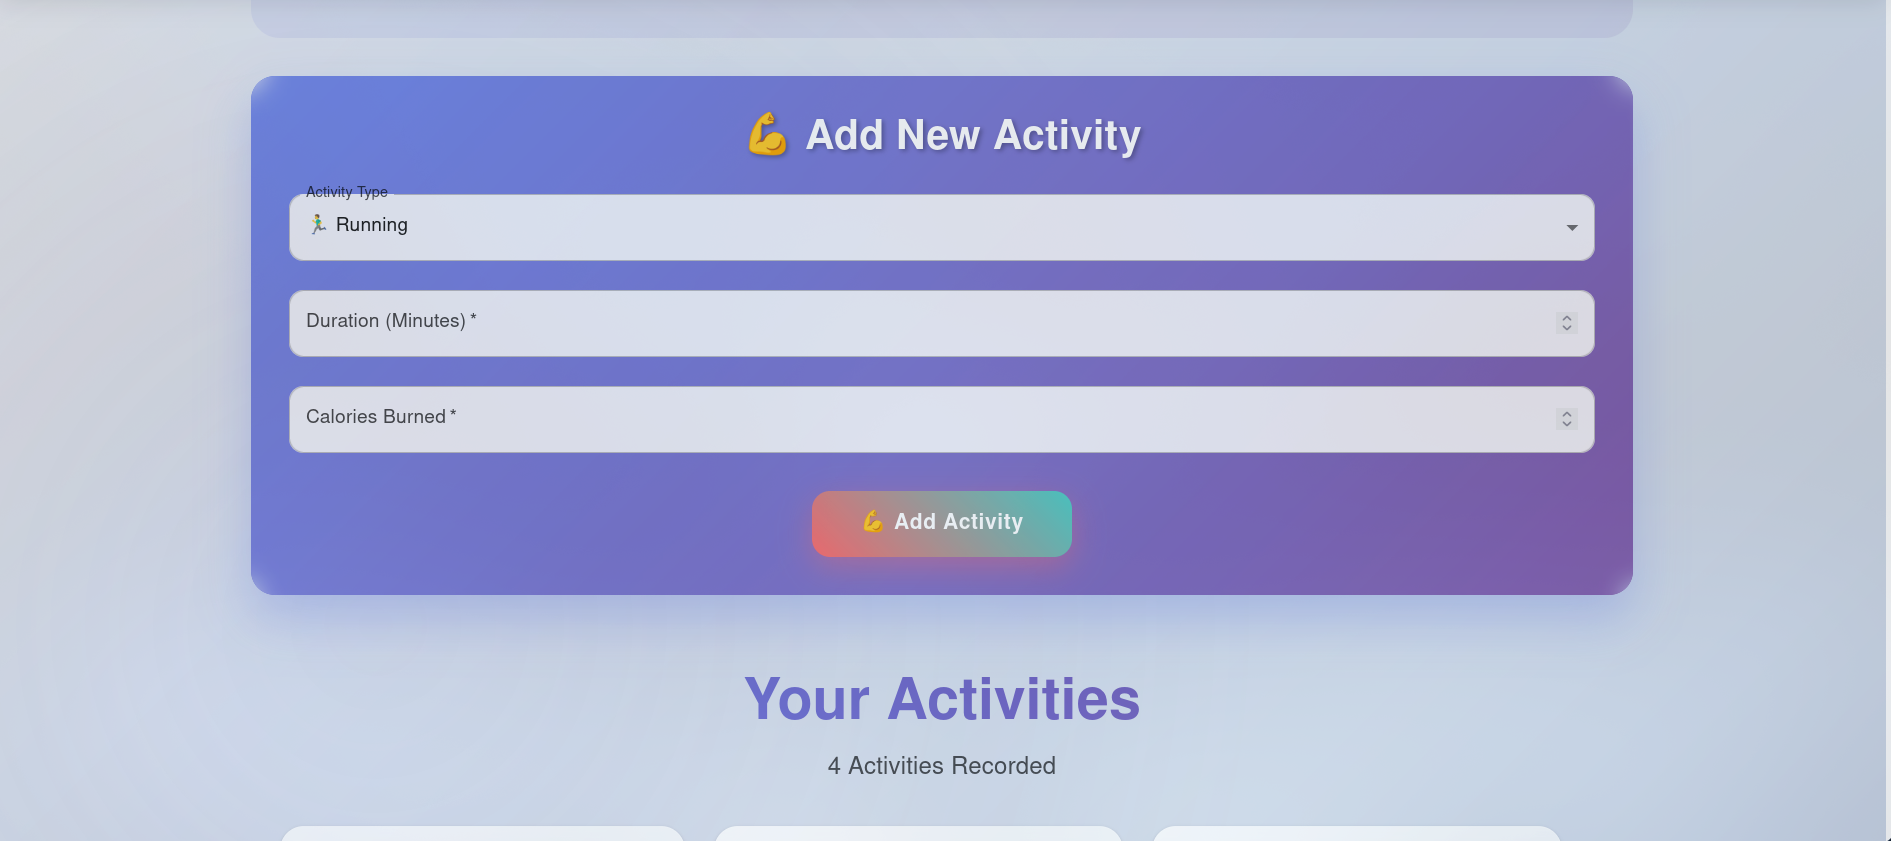 💪 Add New Activity
Activity Type
🏃‍♂️ Running
Duration (Minutes) *
Calories Burned *
💪 Add Activity
Your Activities
4 Activities Recorded